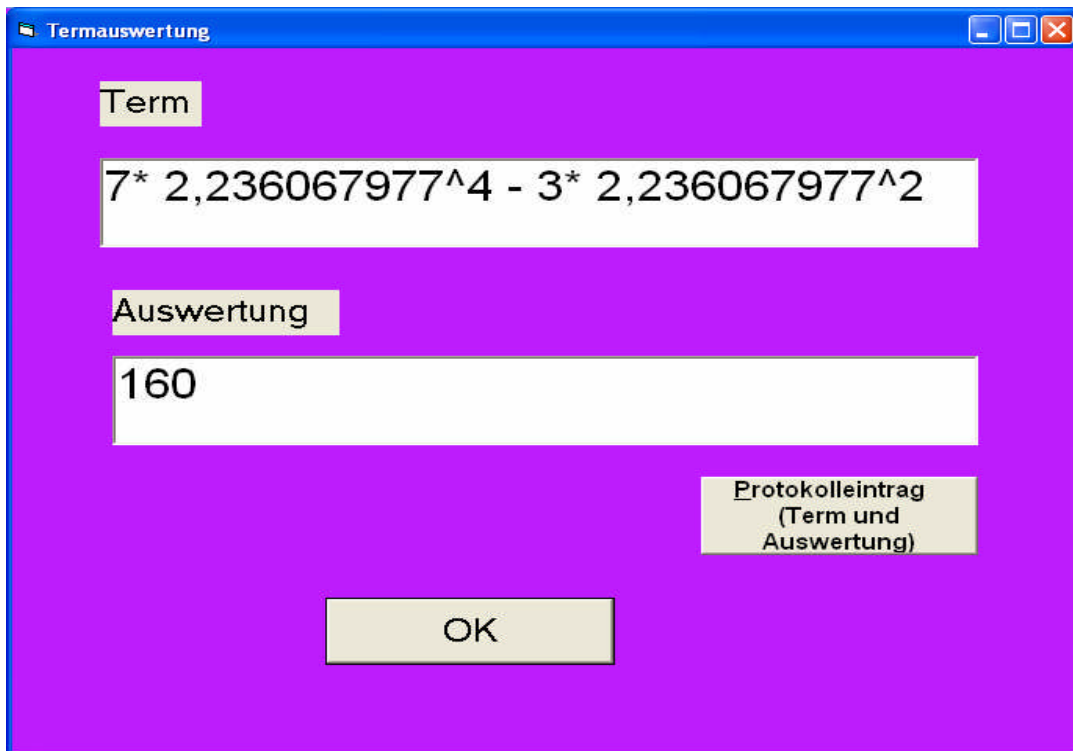 Termauswertung
Term
7* 2,236067977^4 - 3* 2,236067977^2
Auswertung
160
Protokolleintrag
(Term und
Auswertung)
OK